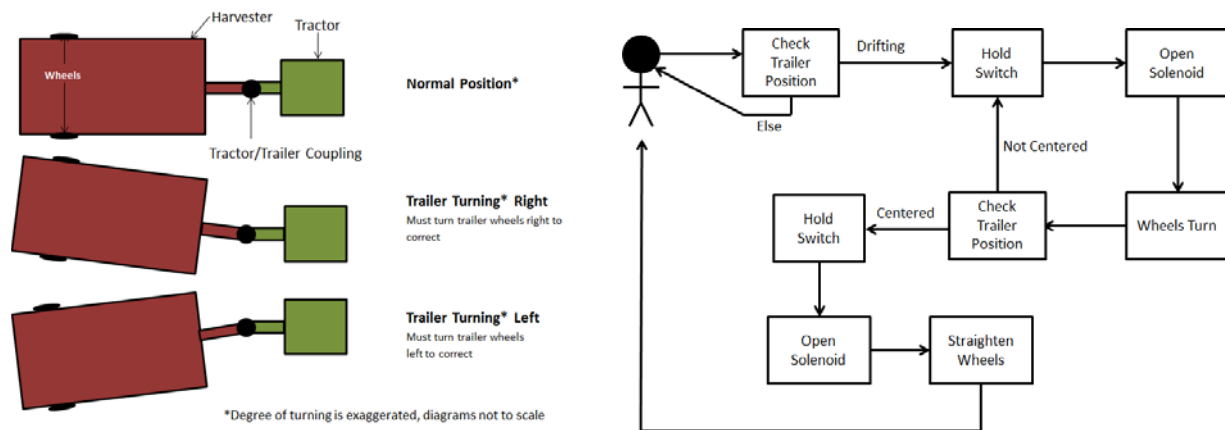 Harvester
Tractor
Wheels
Normal Position*
Tractor/Trailer Coupling
Trailer Turning* Right
Must turn trailer wheels right to
correct
Trailer Turning* Left
Must turn trailer wheels
left to correct
*Degree of turning is exaggerated, diagrams not to scale
Check
Trailer
Position
Drifting
Hold
Switch
Open
Solenoid
Else
Not Centered
Hold
Switch
Centered
Check
Trailer
Position
Wheels Turn
Open
Solenoid
Straighten
Wheels